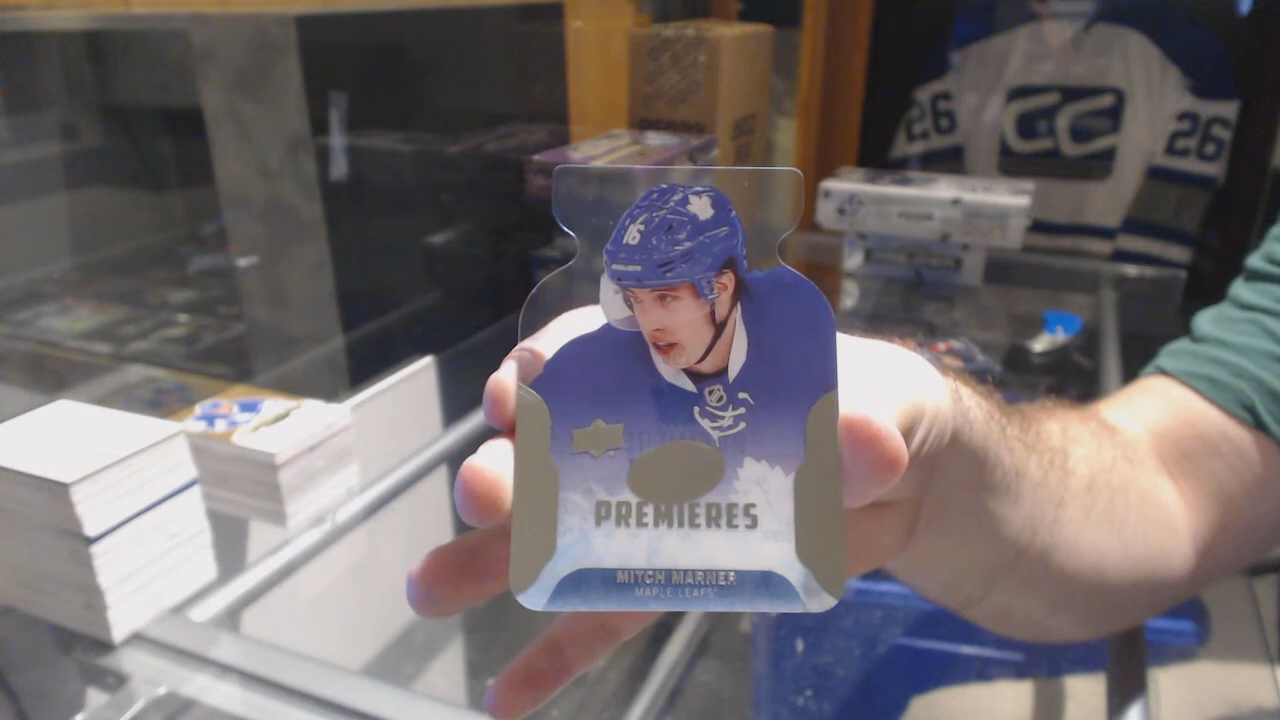 26
26
16
PREMIERES
MITCH MARNER
MAPLE LEAFS